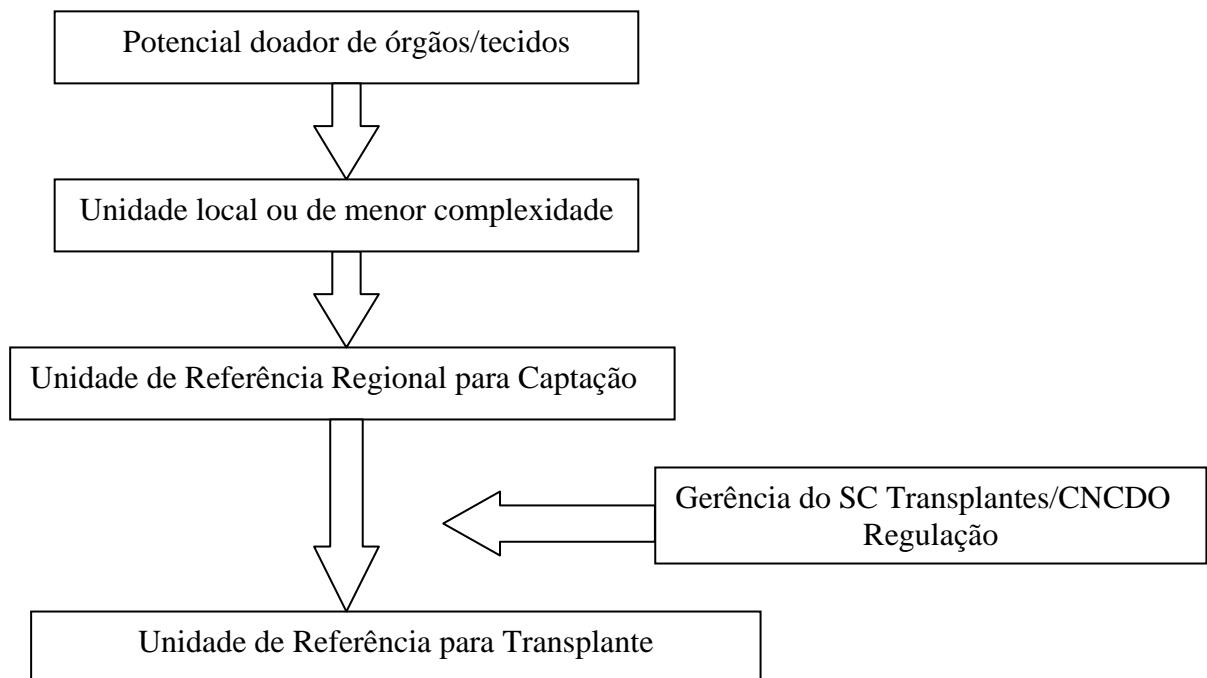 Potencial doador de órgãos/tecidos
Unidade local ou de menor complexidade
Unidade de Referência Regional para Captação
Gerência do SC Transplantes/CNCDO
Regulação
Unidade de Referência para Transplante